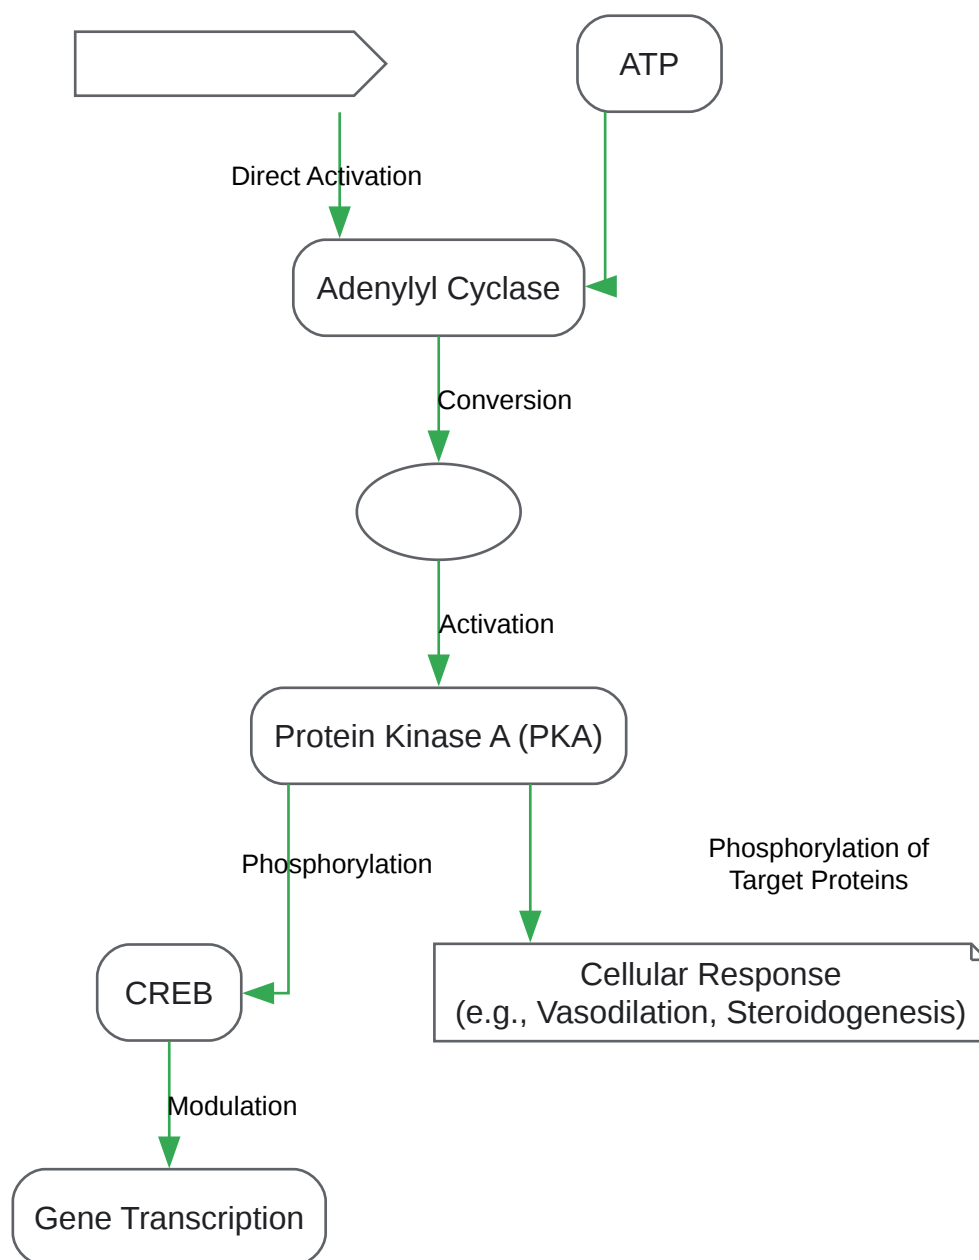 ATP
Direct Activation
Adenylyl Cyclase
Conversion
Activation
Protein Kinase A (PKA)
Phosphorylation
Phosphorylation of
Target Proteins
CREB
Cellular Response
(e.g., Vasodilation, Steroidogenesis)
Modulation
Gene Transcription